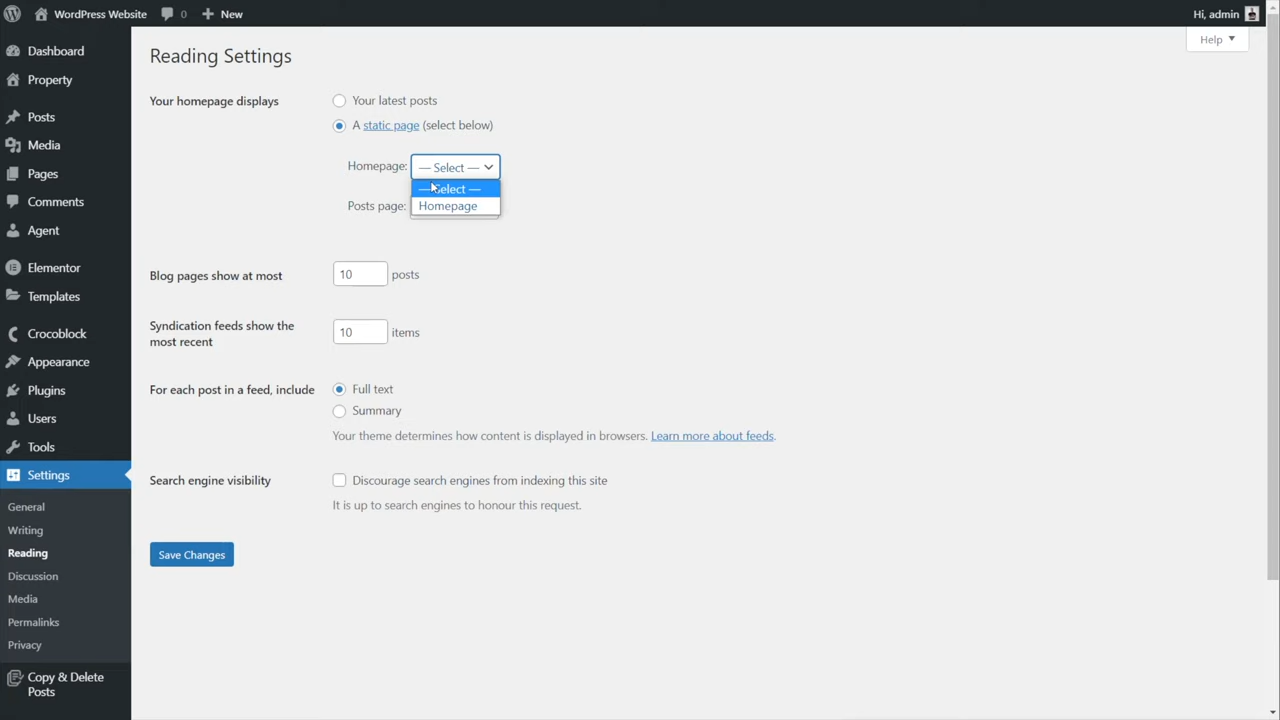 WordPress Website 0 New Hi, admin
Help
Dashboard
Property
Posts
Media
Pages
Comments
Agent
Elementor
Templates
Crocoblock
Appearance
Plugins
Users
Tools
Settings
General
Writing
Reading
Discussion
Media
Permalinks
Privacy
Copy & Delete
Posts
Reading Settings
Your homepage displays
Your latest posts
A static page (select below)
Homepage: — Select —
— Select —
Homepage
Posts page:
Blog pages show at most 10 posts
Syndication feeds show the
most recent
10 items
For each post in a feed, include
Full text
Summary
Your theme determines how content is displayed in browsers. Learn more about feeds.
Search engine visibility
Discourage search engines from indexing this site
It is up to search engines to honour this request.
Save Changes